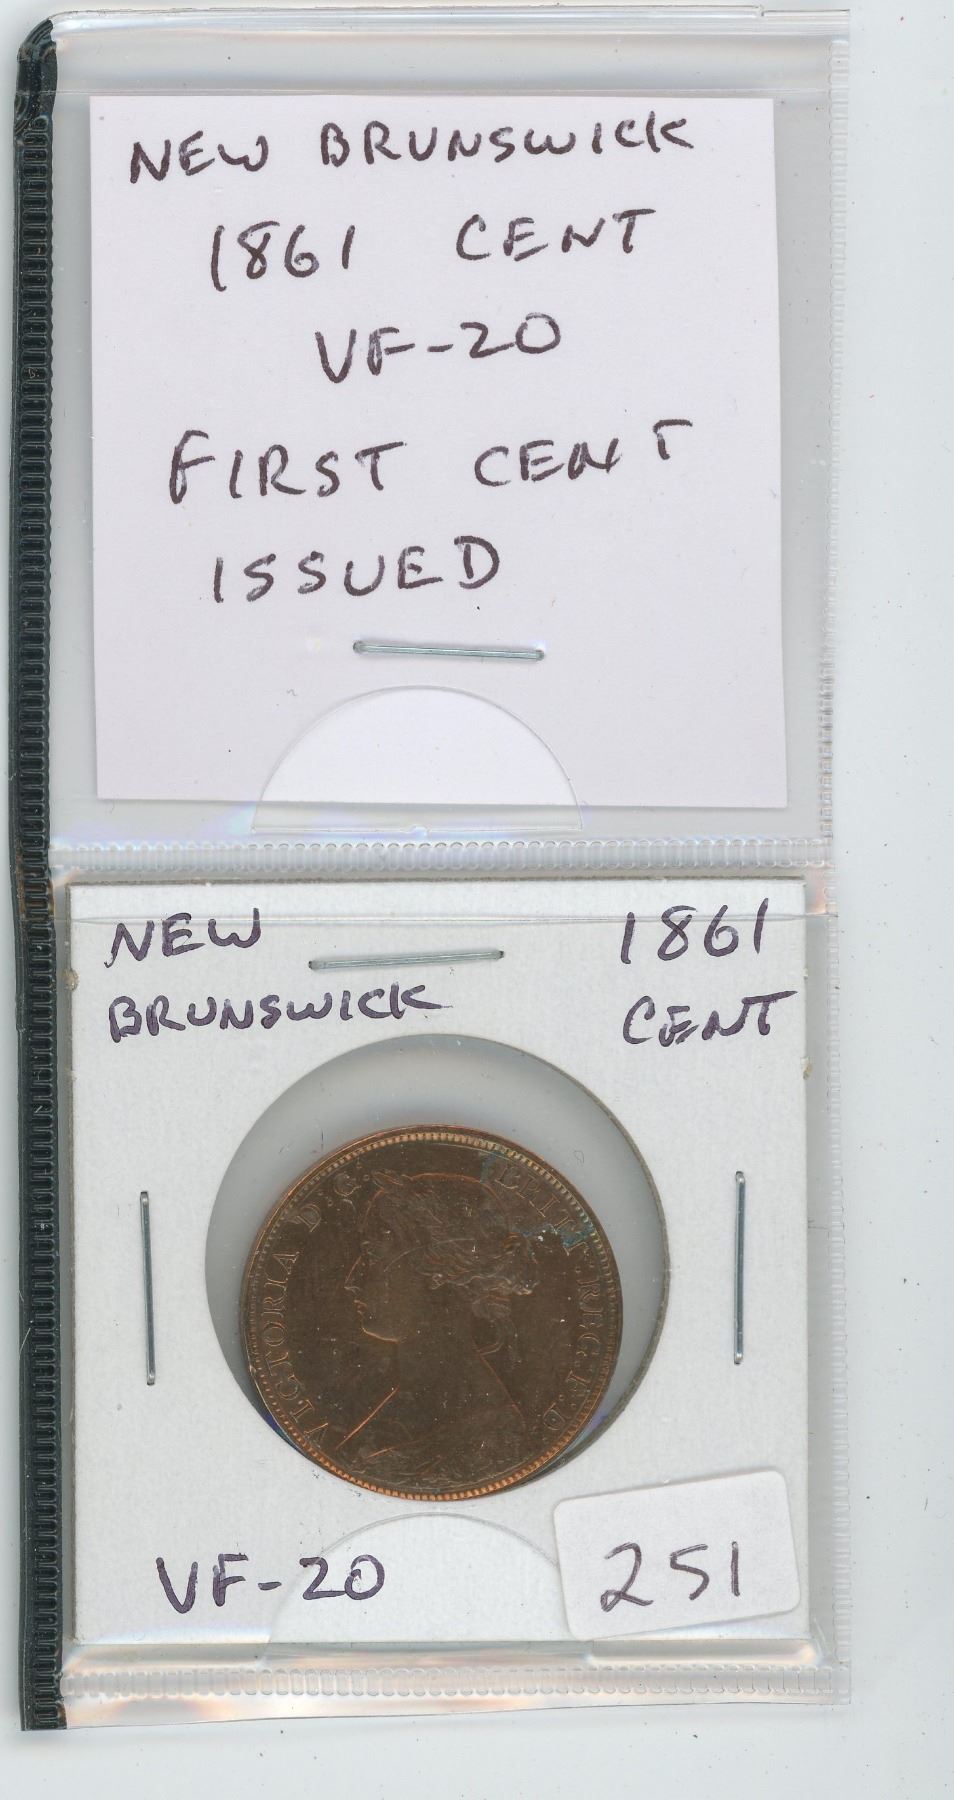 NEW BRUNSWICK
1861 CENT
VF-20
FIRST CENT
ISSUED
NEW
BRUNSWICK
1861
CENT
VICTORIA D.G. BRITT.REG.F.D.
VF-20
251